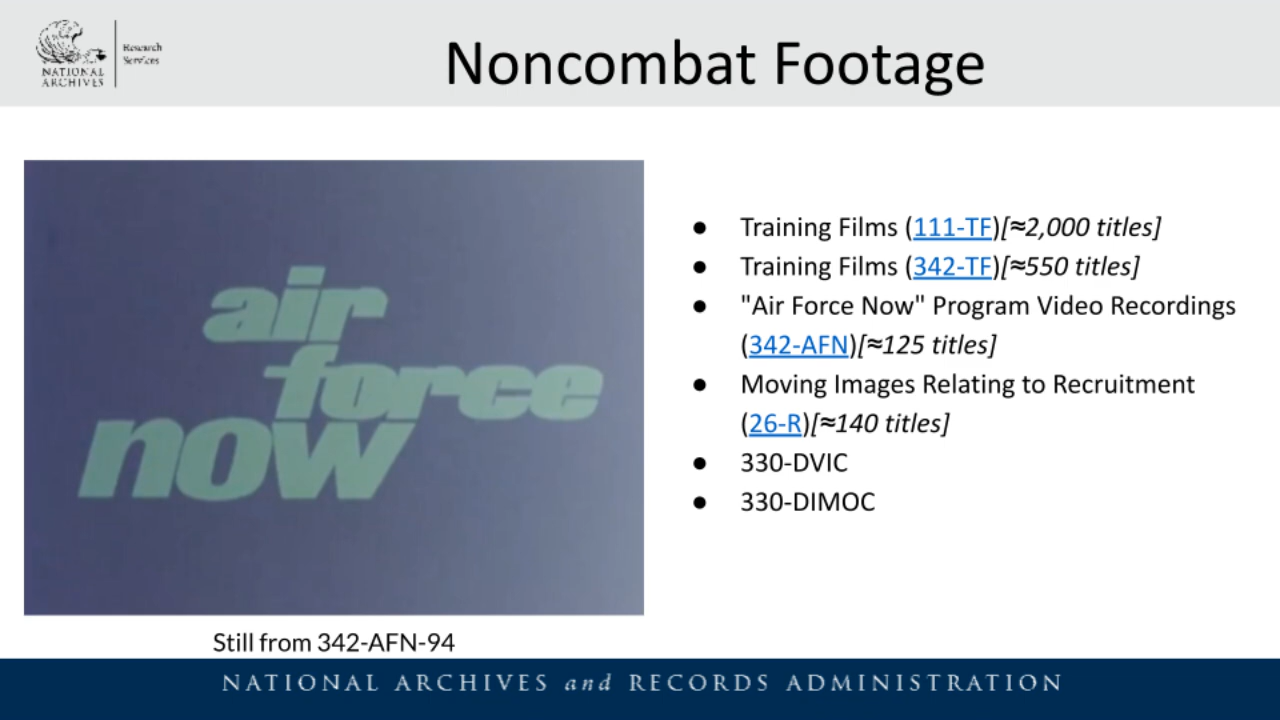 NATIONAL
ARCHIVES
Research
Services
Noncombat Footage
air
force
now
Still from 342-AFN-94
● Training Films (111-TF)[≈2,000 titles]
● Training Films (342-TF)[≈550 titles]
● "Air Force Now" Program Video Recordings
(342-AFN)[≈125 titles]
● Moving Images Relating to Recruitment
(26-R)[≈140 titles]
● 330-DVIC
● 330-DIMOC
NATIONAL ARCHIVES and RECORDS ADMINISTRATION